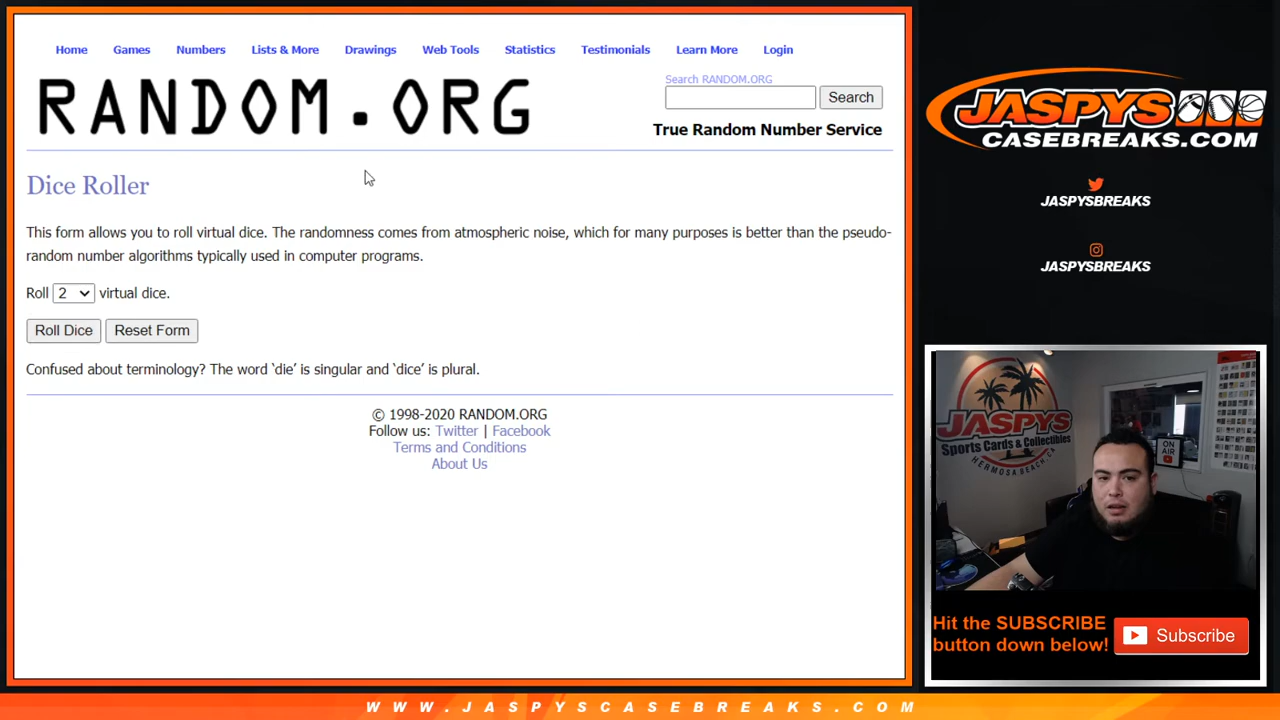 Home Games Numbers Lists & More Drawings Web Tools Statistics Testimonials Learn More Login
RANDOM.ORG
Search RANDOM.ORG
Search
True Random Number Service
Dice Roller
This form allows you to roll virtual dice. The randomness comes from atmospheric noise, which for many purposes is better than the pseudo-
random number algorithms typically used in computer programs.
Roll 2 virtual dice.
Roll Dice Reset Form
Confused about terminology? The word ‘die’ is singular and ‘dice’ is plural.
© 1998-2020 RANDOM.ORG
Follow us: Twitter | Facebook
Terms and Conditions
About Us
JASPYS
CASEBREAKS.COM
JASPYSBREAKS
JASPYSBREAKS
JASPYS
Sports Cards & Collectibles
HERMOSA BEACH, CA
ON AIR
Hit the SUBSCRIBE
button down below!
Subscribe
WWW.JASPYSCASEBREAKS.COM